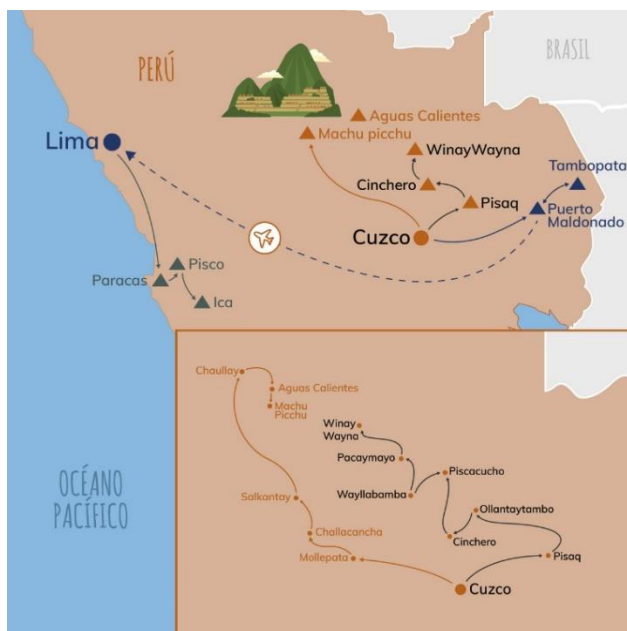 PERÚ
BRASIL
Aguas Calientes
Machu picchu
Lima
WinayWayna
Tambopata
Cinchero
Pisaq
Puerto
Maldonado
Cuzco
Pisco
Paracas
Ica
Chaullay
Aguas Calientes
Machu
Picchu
Winay
Wayna
Pacaymayo
Piscacucho
Wayllabamba
OCÉANO
PACÍFICO
Salkantay
Ollantaytambo
Challacancha
Cinchero
Mollepata
Pisaq
Cuzco